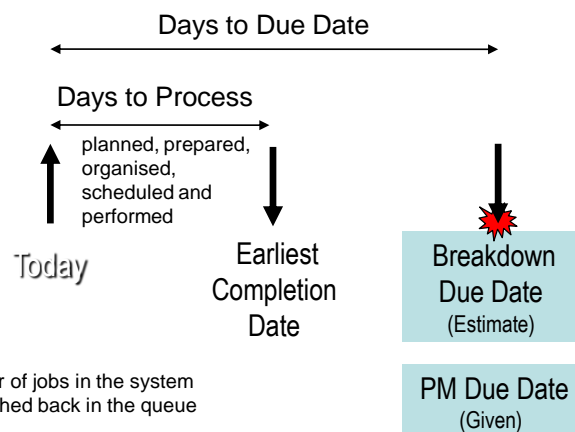 Days to Due Date
Days to Process
planned, prepared,
organised,
scheduled and
performed
Today
Earliest
Completion
Date
Breakdown
Due Date
(Estimate)
r of jobs in the system
hed back in the queue
PM Due Date
(Given)